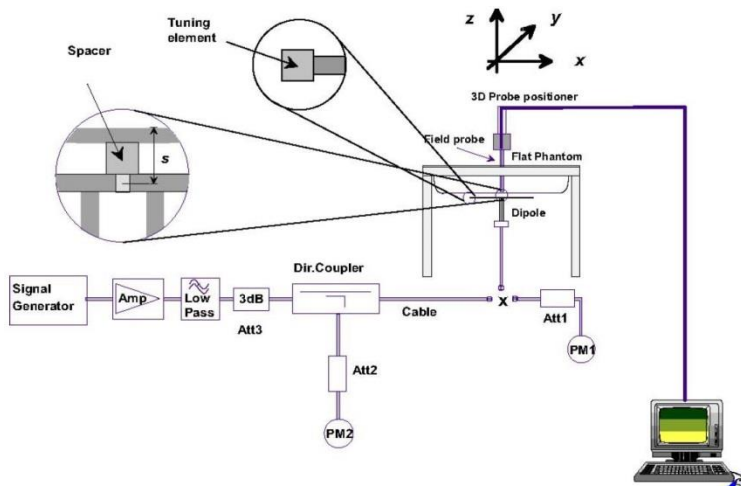 Tuning
element
Spacer
s
z
y
x
3D Probe positioner
Field probe
Flat Phantom
Dipole
Dir.Coupler
Signal
Generator
Amp
Low
Pass
3dB
Att3
Cable
x
Att1
PM1
Att2
PM2